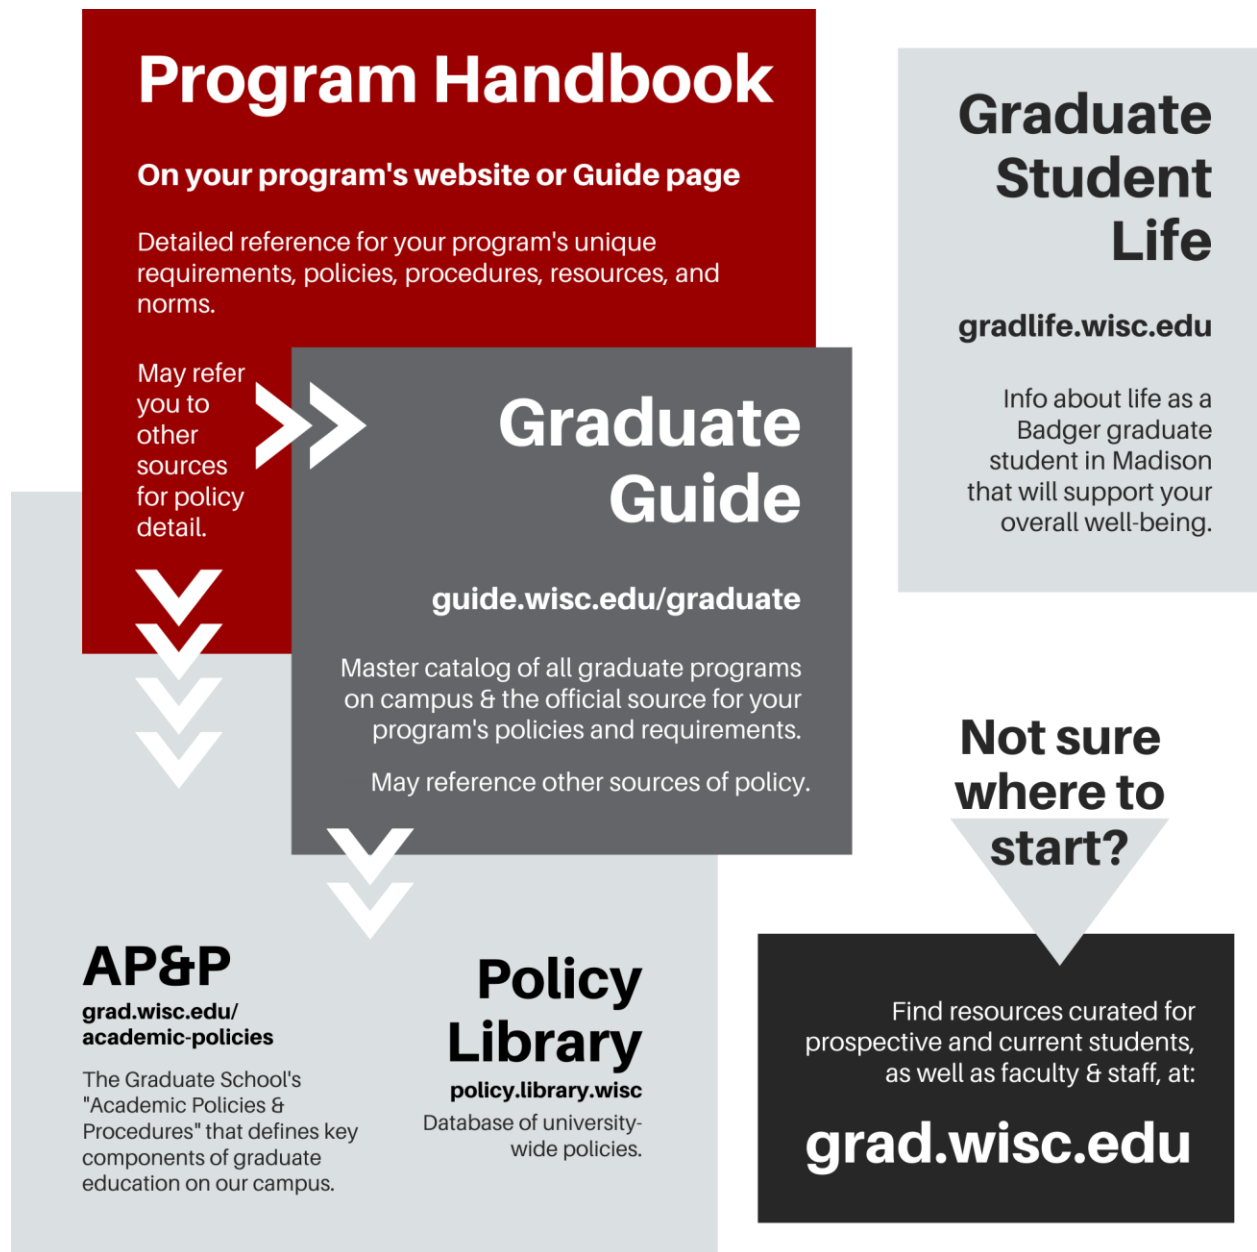 Program Handbook
On your program's website or Guide page
Detailed reference for your program's unique
requirements, policies, procedures, resources, and
norms.
May refer
you to
other
sources
for policy
detail.
Graduate
Guide
guide.wisc.edu/graduate
Master catalog of all graduate programs
on campus & the official source for your
program's policies and requirements.
May reference other sources of policy.
AP&P
grad.wisc.edu/
academic-policies
The Graduate School's
"Academic Policies &
Procedures" that defines key
components of graduate
education on our campus.
Policy
Library
policy.library.wisc
Database of university-
wide policies.
Graduate
Student
Life
gradlife.wisc.edu
Info about life as a
Badger graduate
student in Madison
that will support your
overall well-being.
Not sure
where to
start?
Find resources curated for
prospective and current students,
as well as faculty & staff, at:
grad.wisc.edu